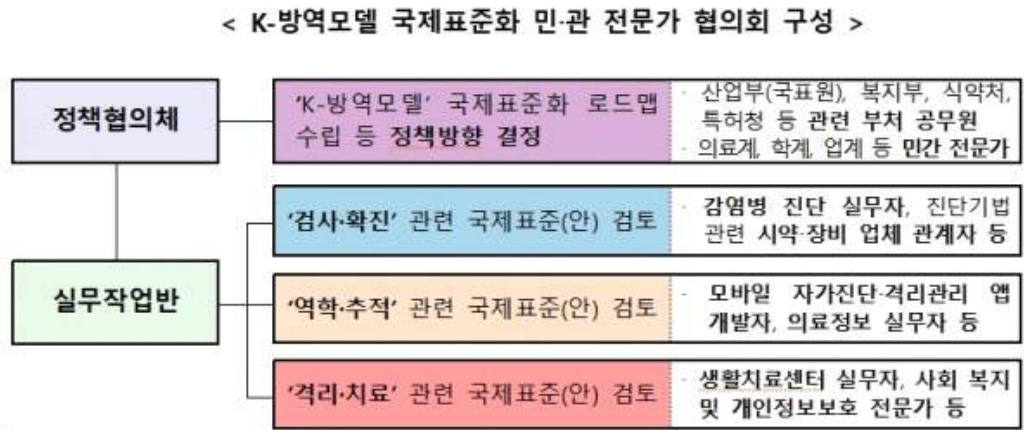 < K-방역모델 국제표준화 민·관 전문가 협의회 구성 >
정책협의체
'K-방역모델' 국제표준화 로드맵
수립 등 정책방향 결정
· 산업부(국표원), 복지부, 식약처,
특허청 등 관련 부처 공무원
· 의료계, 학계, 업계 등 민간 전문가
실무작업반
'검사·확진' 관련 국제표준(안) 검토
· 감염병 진단 실무자, 진단기법
관련 시약·장비 업체 관계자 등
'역학·추적' 관련 국제표준(안) 검토
· 모바일 자가진단·격리관리 앱
개발자, 의료정보 실무자 등
'격리·치료' 관련 국제표준(안) 검토
· 생활치료센터 실무자, 사회 복지
및 개인정보보호 전문가 등